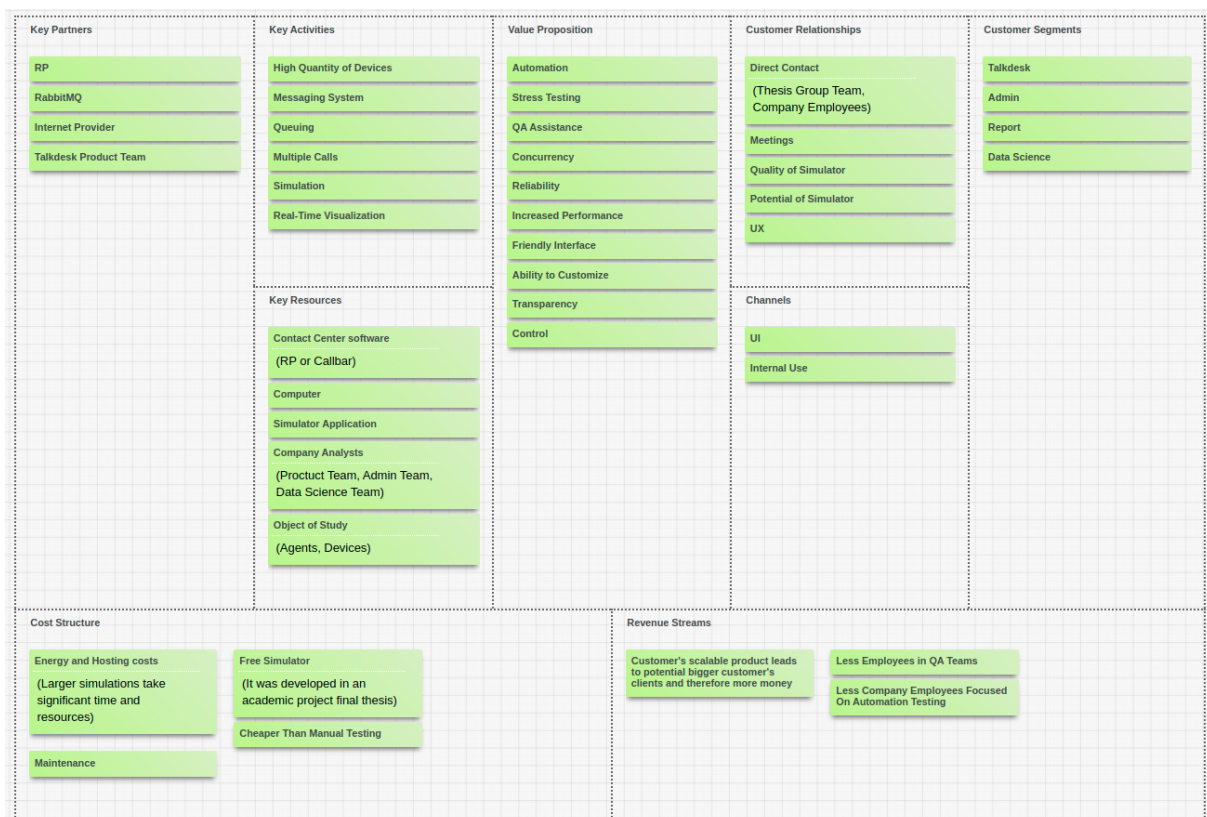 Key Partners
RP
RabbitMQ
Internet Provider
Talkdesk Product Team
Key Activities
High Quantity of Devices
Messaging System
Queuing
Multiple Calls
Simulation
Real-Time Visualization
Key Resources
Contact Center software
(RP or Callbar)
Computer
Simulator Application
Company Analysts
(Proctuct Team, Admin Team,
Data Science Team)
Object of Study
(Agents, Devices)
Value Proposition
Automation
Stress Testing
QA Assistance
Concurrency
Reliability
Increased Performance
Friendly Interface
Ability to Customize
Transparency
Control
Customer Relationships
Direct Contact
(Thesis Group Team,
Company Employees)
Meetings
Quality of Simulator
Potential of Simulator
UX
Channels
UI
Internal Use
Customer Segments
Talkdesk
Admin
Report
Data Science
Cost Structure
Energy and Hosting costs
(Larger simulations take
significant time and
resources)
Maintenance
Free Simulator
(It was developed in an
academic project final thesis)
Cheaper Than Manual Testing
Revenue Streams
Customer's scalable product leads
to potential bigger customer's
clients and therefore more money
Less Employees in QA Teams
Less Company Employees Focused
On Automation Testing